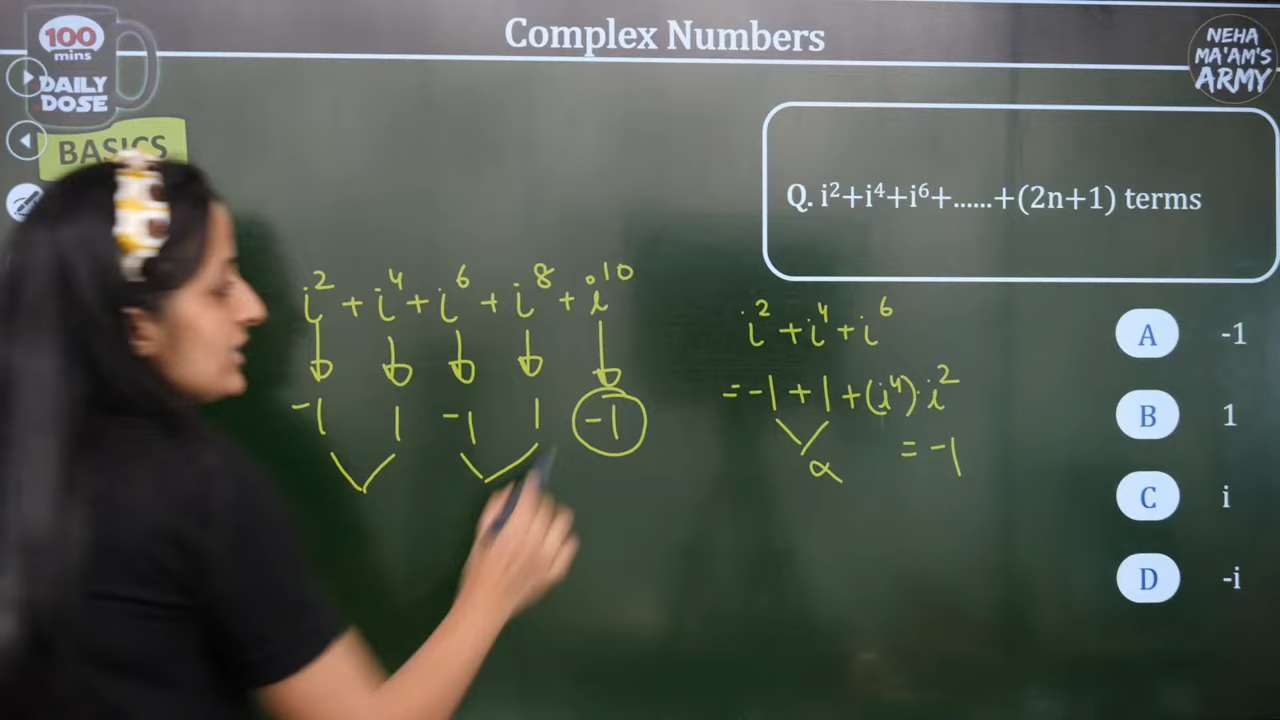 Complex Numbers
100
mins
DAILY
DOSE
NEHA
MA'AM'S
ARMY
BASICS
Q. i²+i⁴+i⁶+......+(2n+1) terms
i² + i⁴ + i⁶ + i⁸ + i¹⁰
-1 1 -1 1 -1
i² + i⁴ + i⁶
= -1 + 1 + (i⁴)·i²
= -1
A -1
B 1
C i
D -i